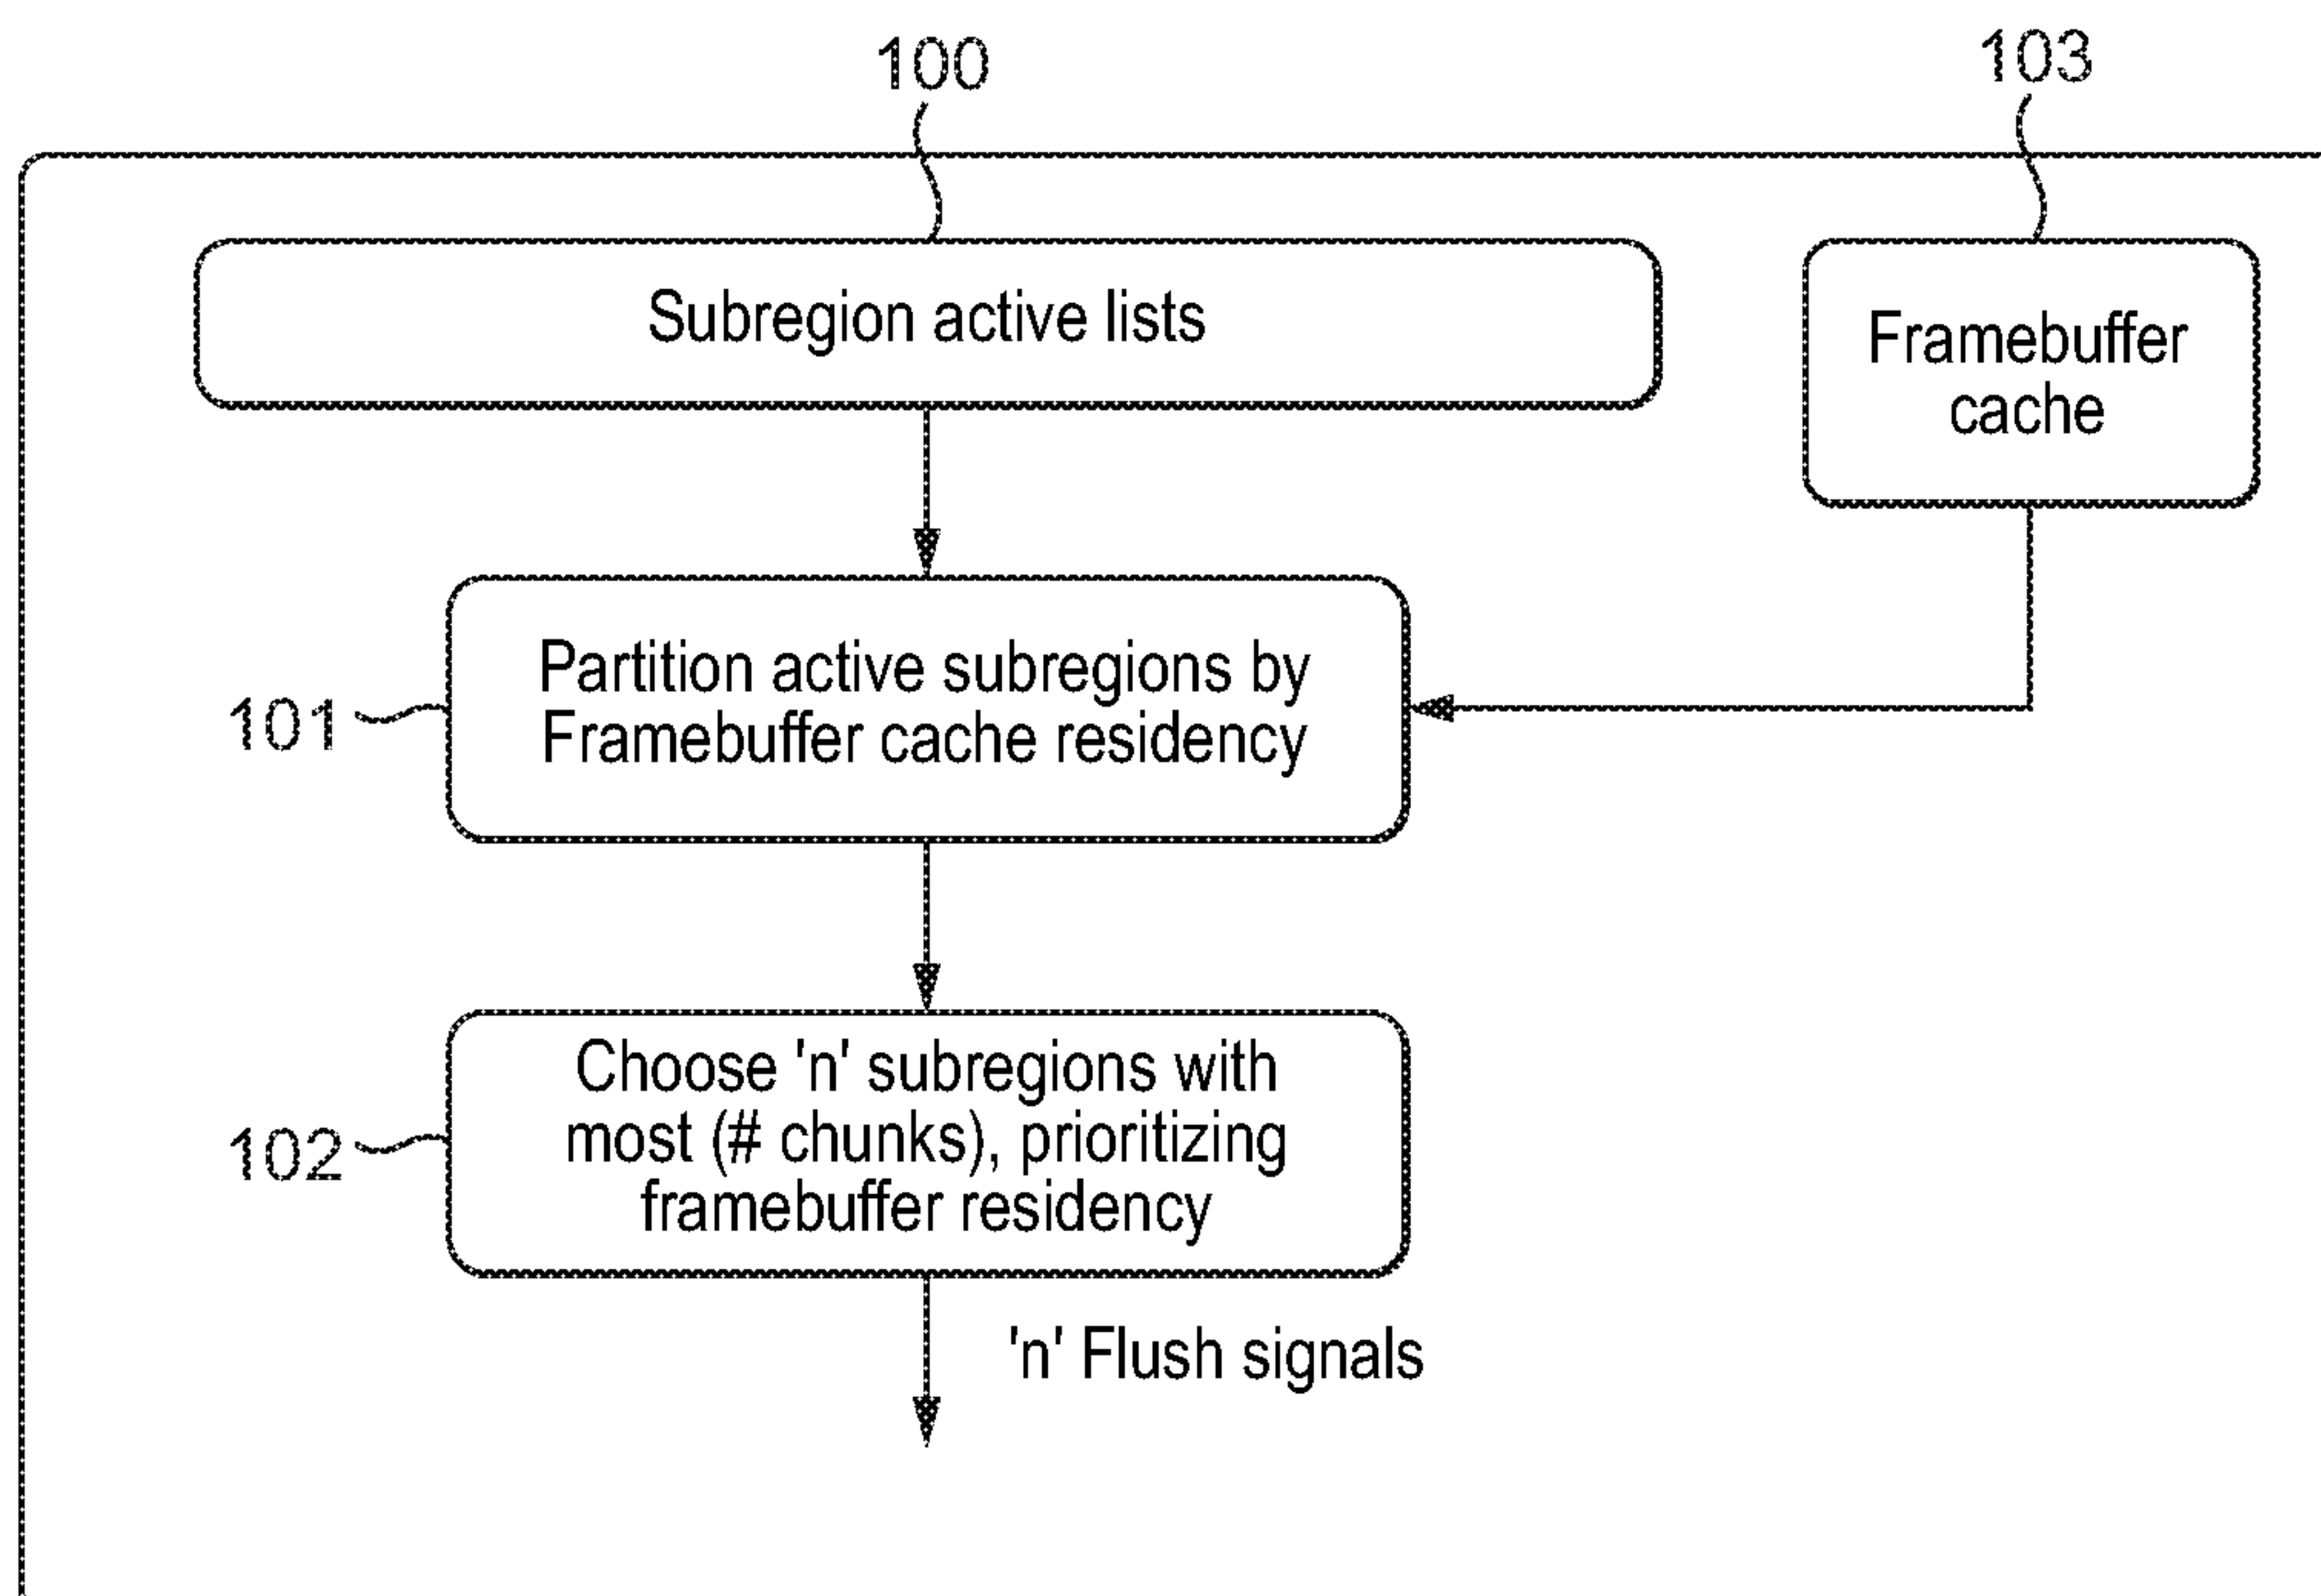 100
103
Subregion active lists
Framebuffer
cache
101
Partition active subregions by
Framebuffer cache residency
102
Choose 'n' subregions with
most (# chunks), prioritizing
framebuffer residency
'n' Flush signals